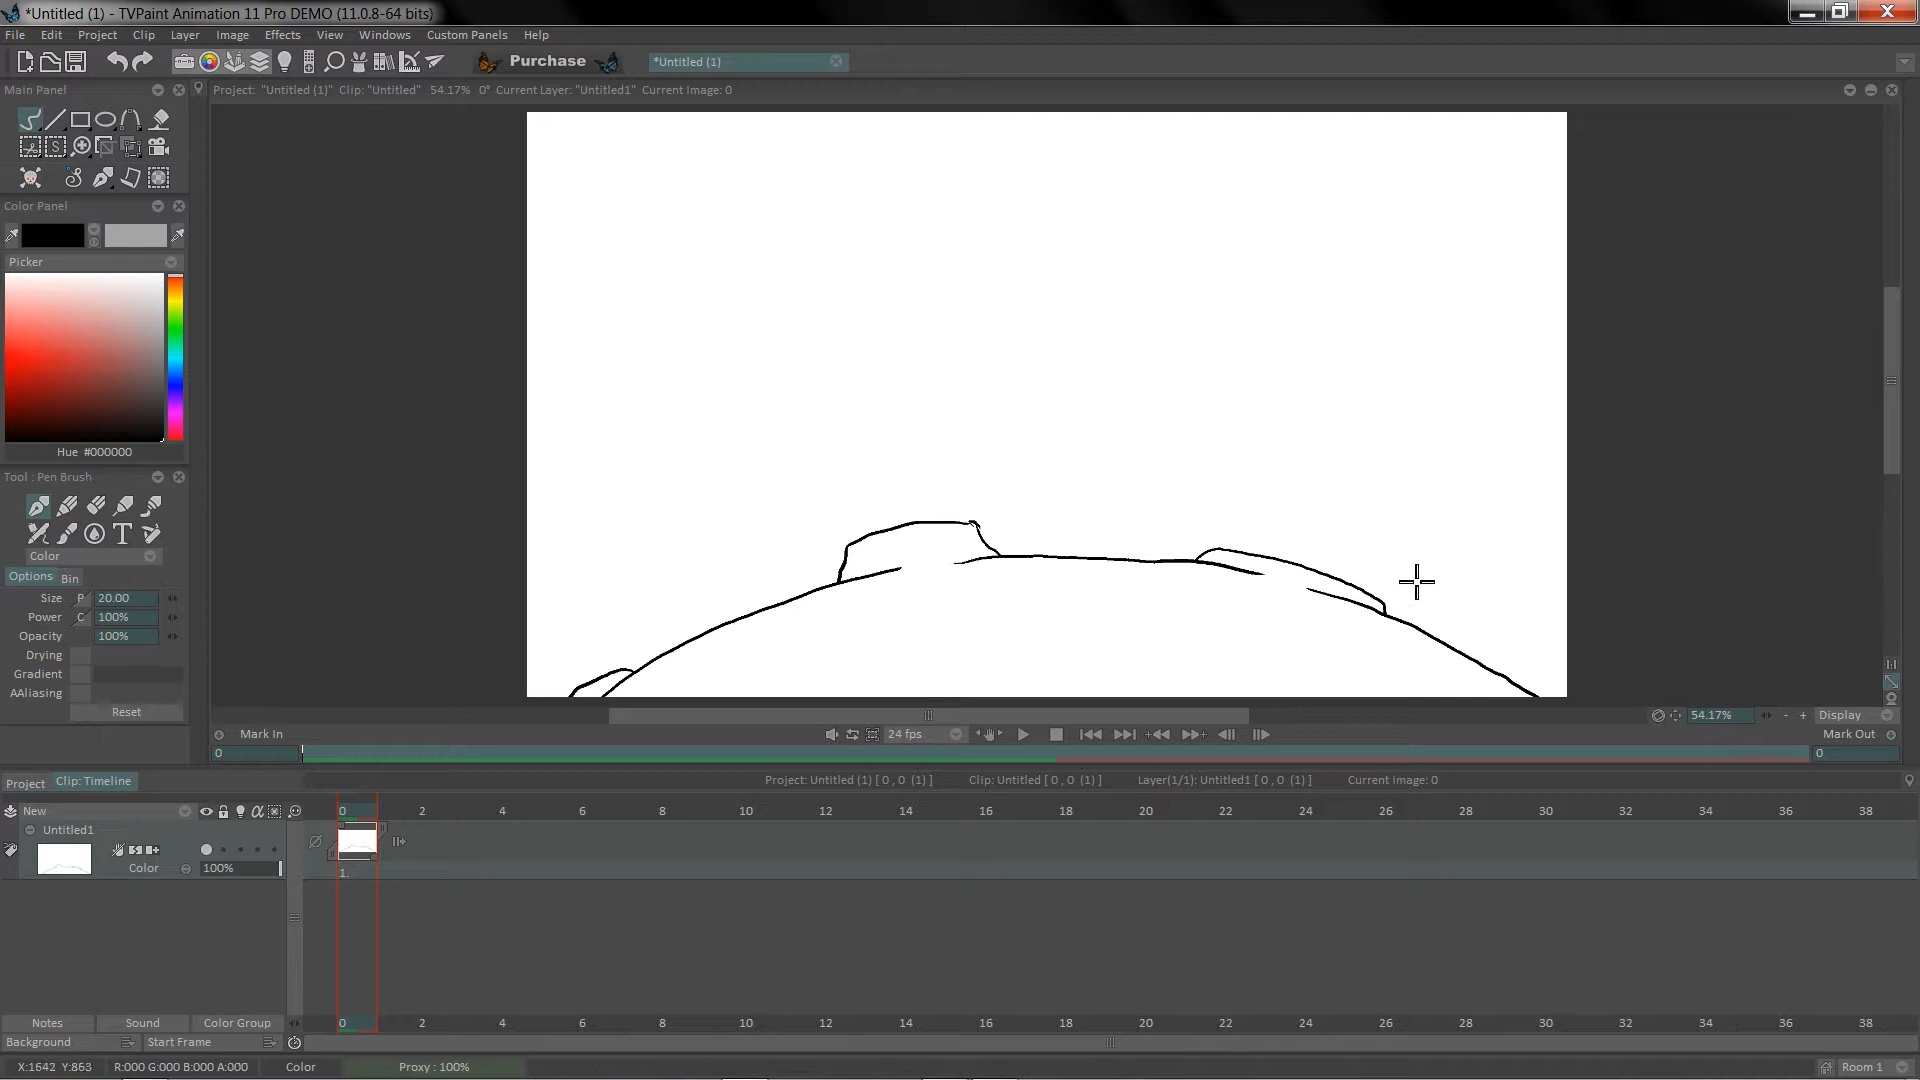 *Untitled (1) - TVPaint Animation 11 Pro DEMO (11.0.8-64 bits)
File Edit Project Clip Layer Image Effects View Windows Custom Panels Help
Purchase *Untitled (1)
Main Panel
Project: "Untitled (1)" Clip: "Untitled" 54.17% 0° Current Layer: "Untitled1" Current Image: 0
S
Color Panel
Picker
Hue #000000
Tool : Pen Brush
T
Color
Options Bin
Size P 20.00
Power C 100%
Opacity 100%
Drying
Gradient
AAliasing
Reset
1:1
54.17% - + Display
Mark In 24 fps Mark Out
0 0
Project Clip: Timeline Project: Untitled (1) [ 0 , 0 (1) ] Clip: Untitled [ 0 , 0 (1) ] Layer(1/1): Untitled1 [ 0 , 0 (1) ] Current Image: 0
New 0 2 4 6 8 10 12 14 16 18 20 22 24 26 28 30 32 34 36 38
Untitled1
Color 100% 1.
Notes Sound Color Group 0 2 4 6 8 10 12 14 16 18 20 22 24 26 28 30 32 34 36 38
Background Start Frame
X:1642 Y:863 R:000 G:000 B:000 A:000 Color Proxy : 100% Room 1